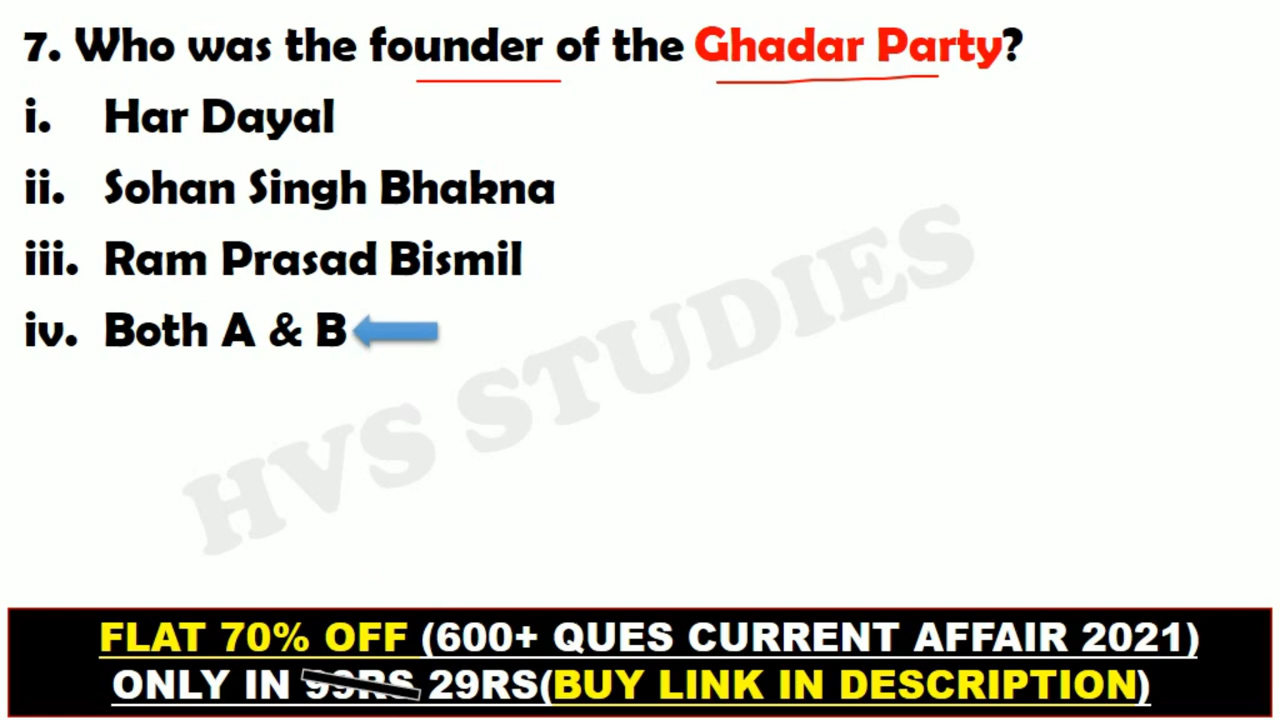 7. Who was the founder of the Ghadar Party?
i. Har Dayal
ii. Sohan Singh Bhakna
iii. Ram Prasad Bismil
iv. Both A & B
HVS STUDIES
FLAT 70% OFF (600+ QUES CURRENT AFFAIR 2021)
ONLY IN 99RS 29RS(BUY LINK IN DESCRIPTION)